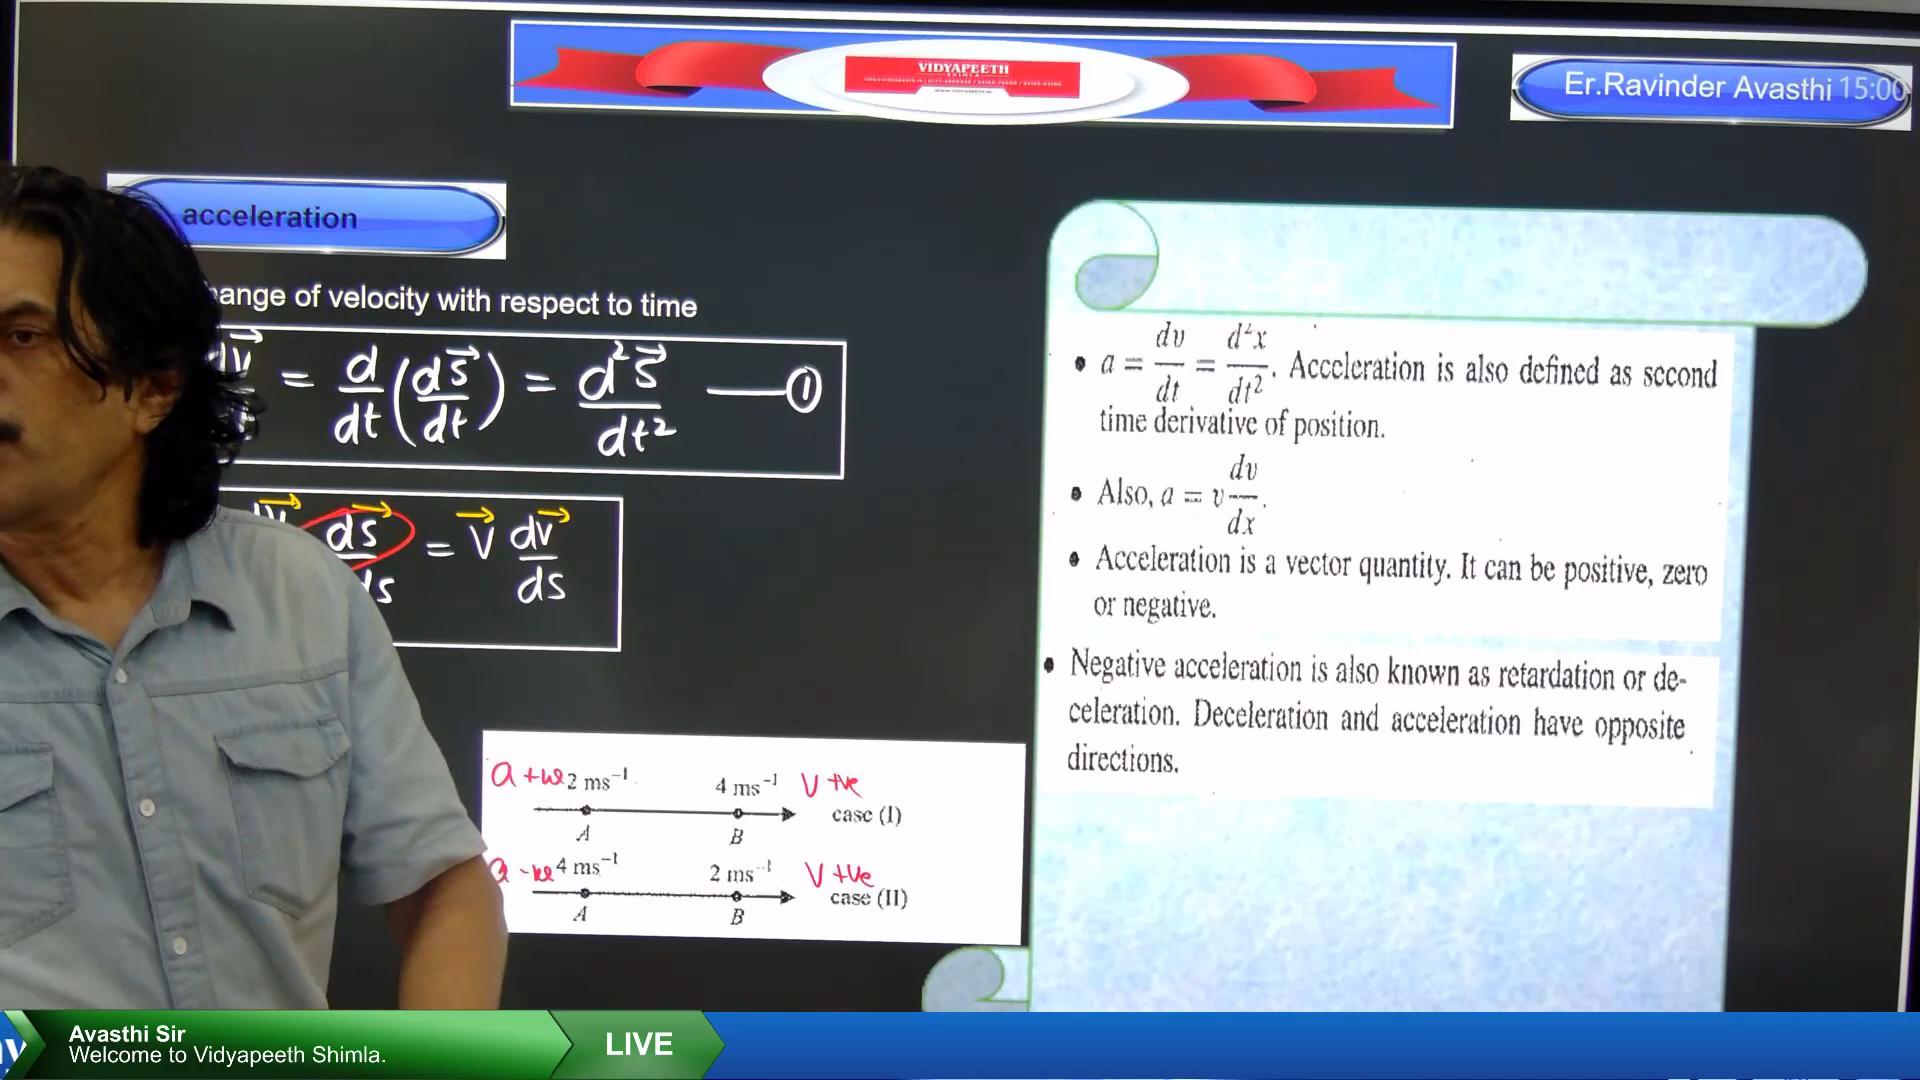 VIDYAPEETH
SHIMLA
Er.Ravinder Avasthi 15:00
acceleration
ange of velocity with respect to time
= d/dt (ds⃗/dt) = d²s⃗/dt² —— ①
ds⃗ = v⃗ dv⃗/ds
• a = dv/dt = d²x/dt². Acceleration is also defined as second
time derivative of position.
• Also, a = v dv/dx.
• Acceleration is a vector quantity. It can be positive, zero
or negative.
• Negative acceleration is also known as retardation or de-
celeration. Deceleration and acceleration have opposite
directions.
a +ve 2 ms⁻¹ 4 ms⁻¹ V +ve
A B case (I)
a -ve 4 ms⁻¹ 2 ms⁻¹ V +ve
A B case (II)
Avasthi Sir
Welcome to Vidyapeeth Shimla.
LIVE